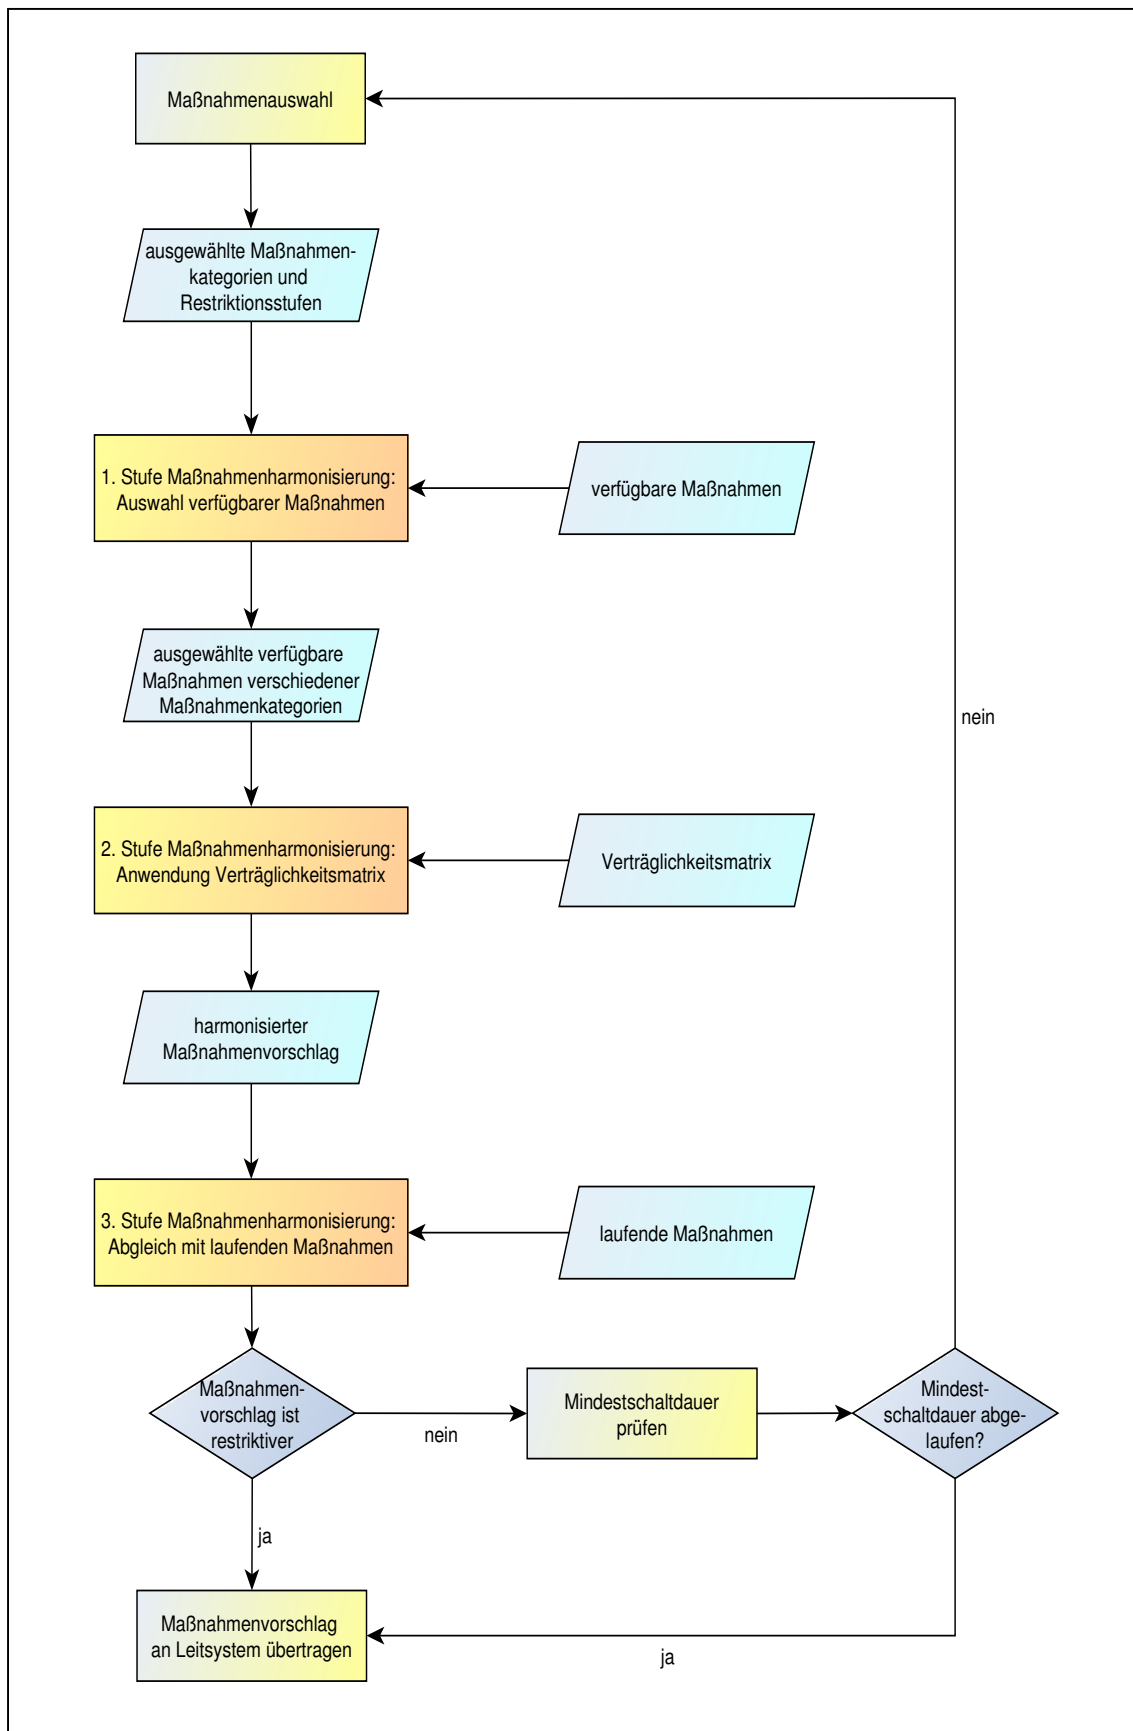 Maßnahmenauswahl
ausgewählte Maßnahmen-
kategorien und
Restriktionsstufen
1. Stufe Maßnahmenharmonisierung:
Auswahl verfügbarer Maßnahmen
verfügbare Maßnahmen
ausgewählte verfügbare
Maßnahmen verschiedener
Maßnahmenkategorien
nein
2. Stufe Maßnahmenharmonisierung:
Anwendung Verträglichkeitsmatrix
Verträglichkeitsmatrix
harmonisierter
Maßnahmenvorschlag
3. Stufe Maßnahmenharmonisierung:
Abgleich mit laufenden Maßnahmen
laufende Maßnahmen
Maßnahmen-
vorschlag ist
restriktiver
nein
Mindestschaltdauer
prüfen
Mindest-
schaltdauer abge-
laufen?
ja
Maßnahmenvorschlag
an Leitsystem übertragen
ja